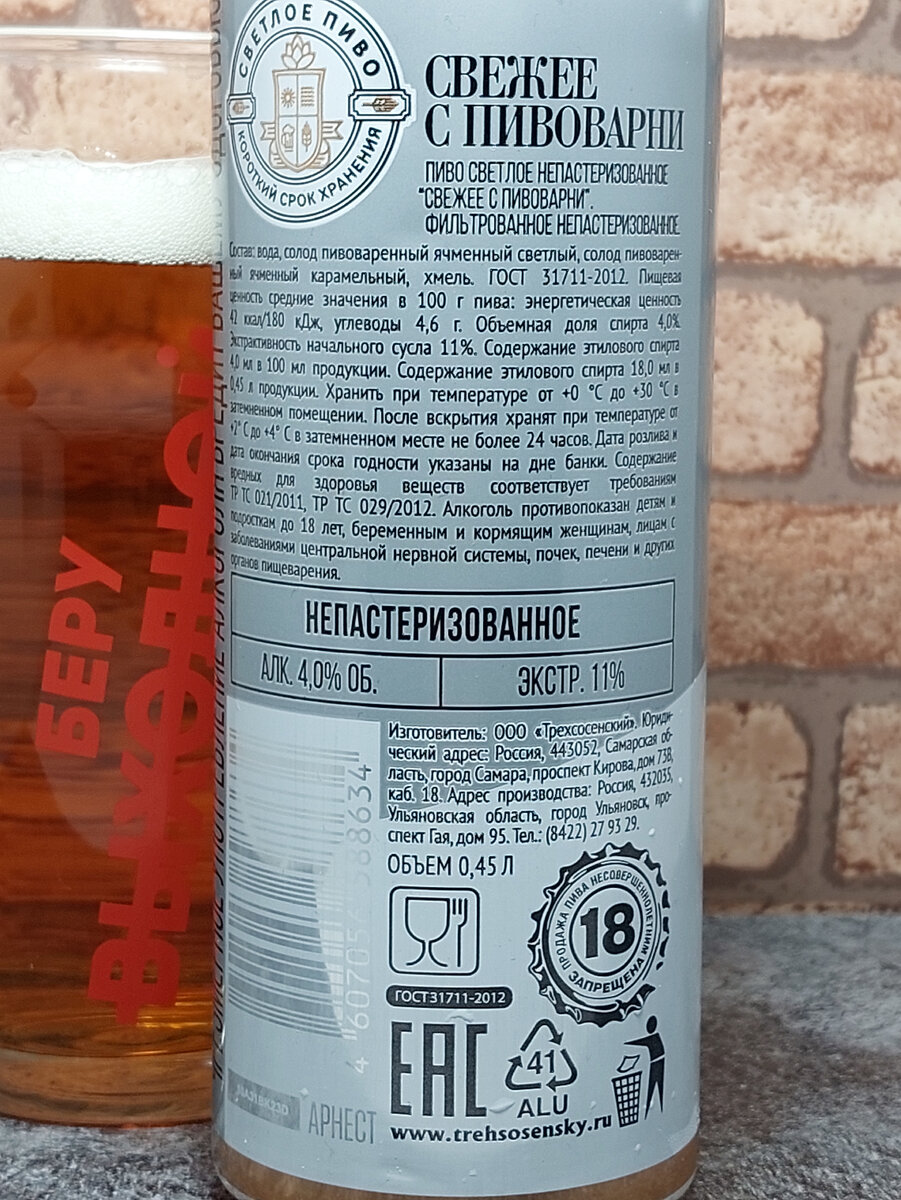 СВЕТЛОЕ ПИВО
КОРОТКИЙ СРОК ХРАНЕНИЯ
СВЕЖЕЕ
С ПИВОВАРНИ
ПИВО СВЕТЛОЕ НЕПАСТЕРИЗОВАННОЕ
"СВЕЖЕЕ С ПИВОВАРНИ".
ФИЛЬТРОВАННОЕ НЕПАСТЕРИЗОВАННОЕ.
Состав: вода, солод пивоваренный ячменный светлый, солод пивоварен-
ный ячменный карамельный, хмель. ГОСТ 31711-2012. Пищевая
ценность средние значения в 100 г пива: энергетическая ценность
42 ккал/180 кДж, углеводы 4,6 г. Объемная доля спирта 4,0%.
Экстрактивность начального сусла 11%. Содержание этилового спирта
4,0 мл в 100 мл продукции. Содержание этилового спирта 18,0 мл в
0,45 л продукции. Хранить при температуре от +0 °С до +30 °С в
затемненном помещении. После вскрытия хранят при температуре от
+2° С до +4° С в затемненном месте не более 24 часов. Дата розлива и
дата окончания срока годности указаны на дне банки. Содержание
вредных для здоровья веществ соответствует требованиям
ТР ТС 021/2011, ТР ТС 029/2012. Алкоголь противопоказан детям и
подросткам до 18 лет, беременным и кормящим женщинам, лицам с
заболеваниями центральной нервной системы, почек, печени и других
органов пищеварения.
НЕПАСТЕРИЗОВАННОЕ
АЛК. 4,0% ОБ.
ЭКСТР. 11%
Изготовитель: ООО «Трехсосенский». Юриди-
ческий адрес: Россия, 443052, Самарская об-
ласть, город Самара, проспект Кирова, дом 73В,
каб. 18. Адрес производства: Россия, 432035,
Ульяновская область, город Ульяновск, про-
спект Гая, дом 95. Тел.: (8422) 27 93 29.
ОБЪЕМ 0,45 Л
ПРОДАЖА ПИВА НЕСОВЕРШЕННОЛЕТНИМ
18
ЗАПРЕЩЕНА
ГОСТ 31711-2012
EAC
41
ALU
АРНЕСТ
www.trehsosensky.ru
БЕРУ
ВЫХОДНОЙ